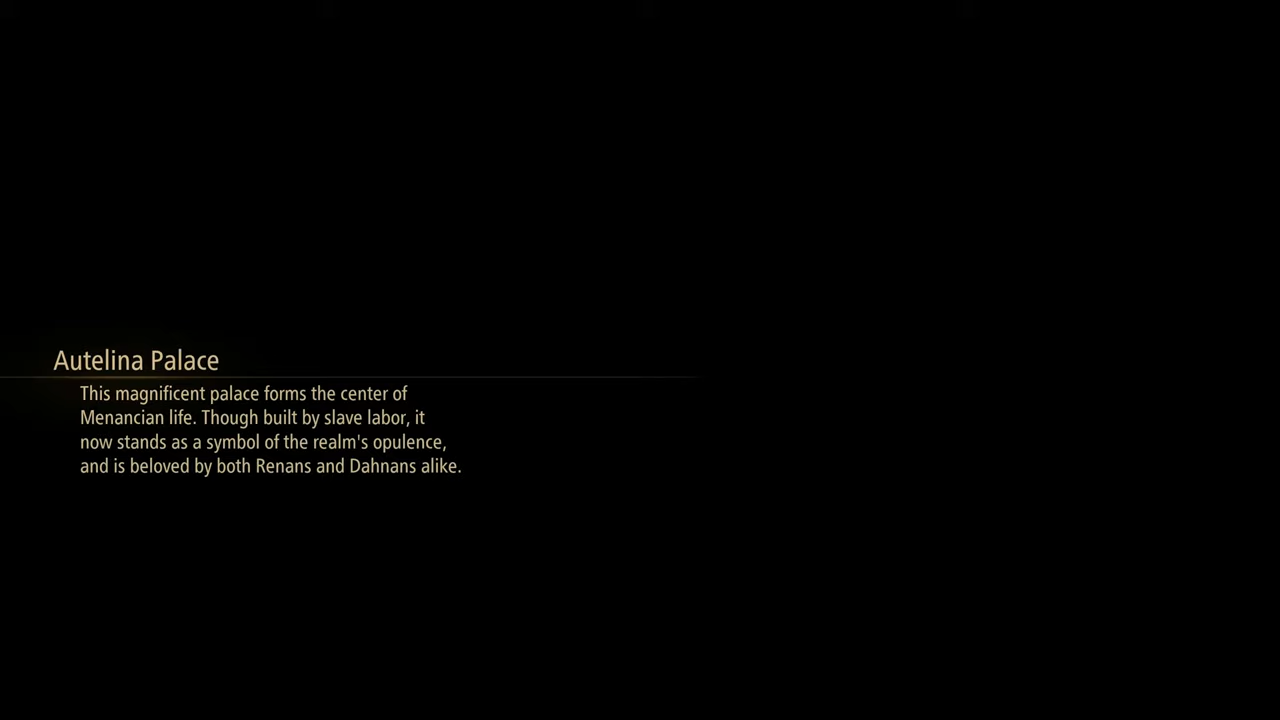 Autelina Palace
This magnificent palace forms the center of
Menancian life. Though built by slave labor, it
now stands as a symbol of the realm's opulence,
and is beloved by both Renans and Dahnans alike.